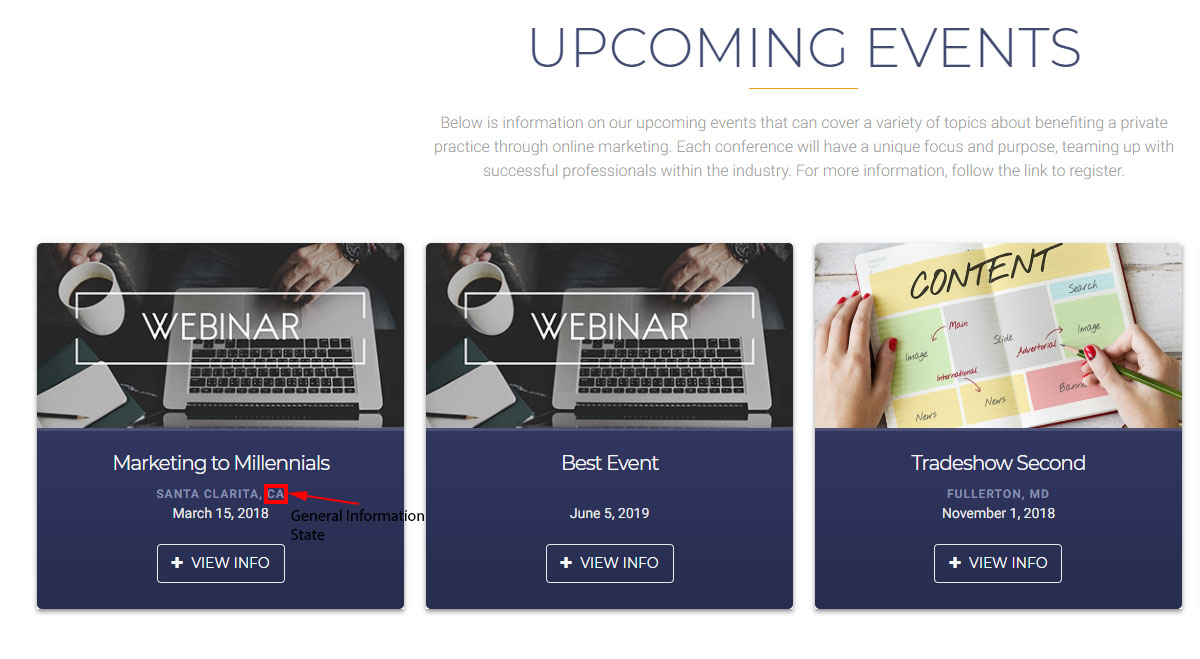 UPCOMING EVENTS
Below is information on our upcoming events that can cover a variety of topics about benefiting a private
practice through online marketing. Each conference will have a unique focus and purpose, teaming up with
successful professionals within the industry. For more information, follow the link to register.
WEBINAR
Marketing to Millennials
SANTA CLARITA, CA
March 15, 2018
General Information
State
+ VIEW INFO
WEBINAR
Best Event
June 5, 2019
+ VIEW INFO
CONTENT
Search
Main
Image
Slide
Image
Advertorial
International
Banner
News
News
Tradeshow Second
FULLERTON, MD
November 1, 2018
+ VIEW INFO